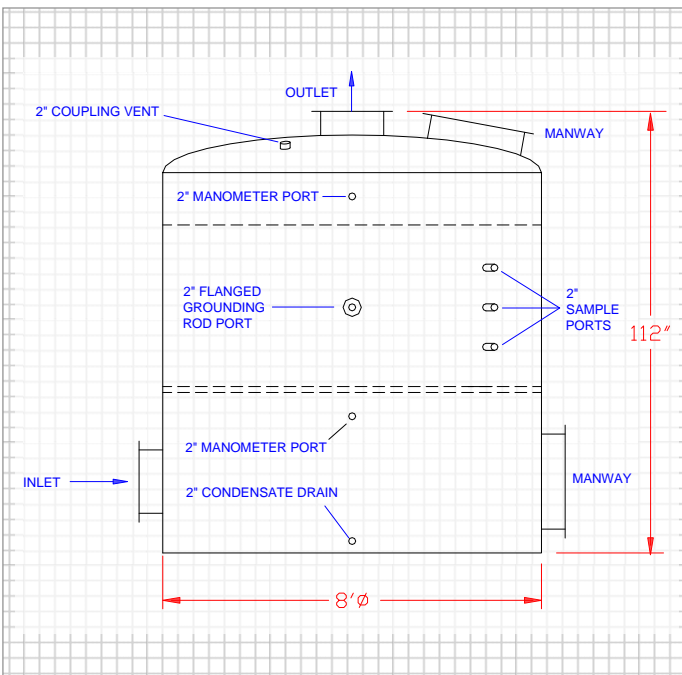 OUTLET
2" COUPLING VENT
MANWAY
2" MANOMETER PORT
2" FLANGED
GROUNDING
ROD PORT
2"
SAMPLE
PORTS
112"
2" MANOMETER PORT
INLET
2" CONDENSATE DRAIN
MANWAY
8'Ø